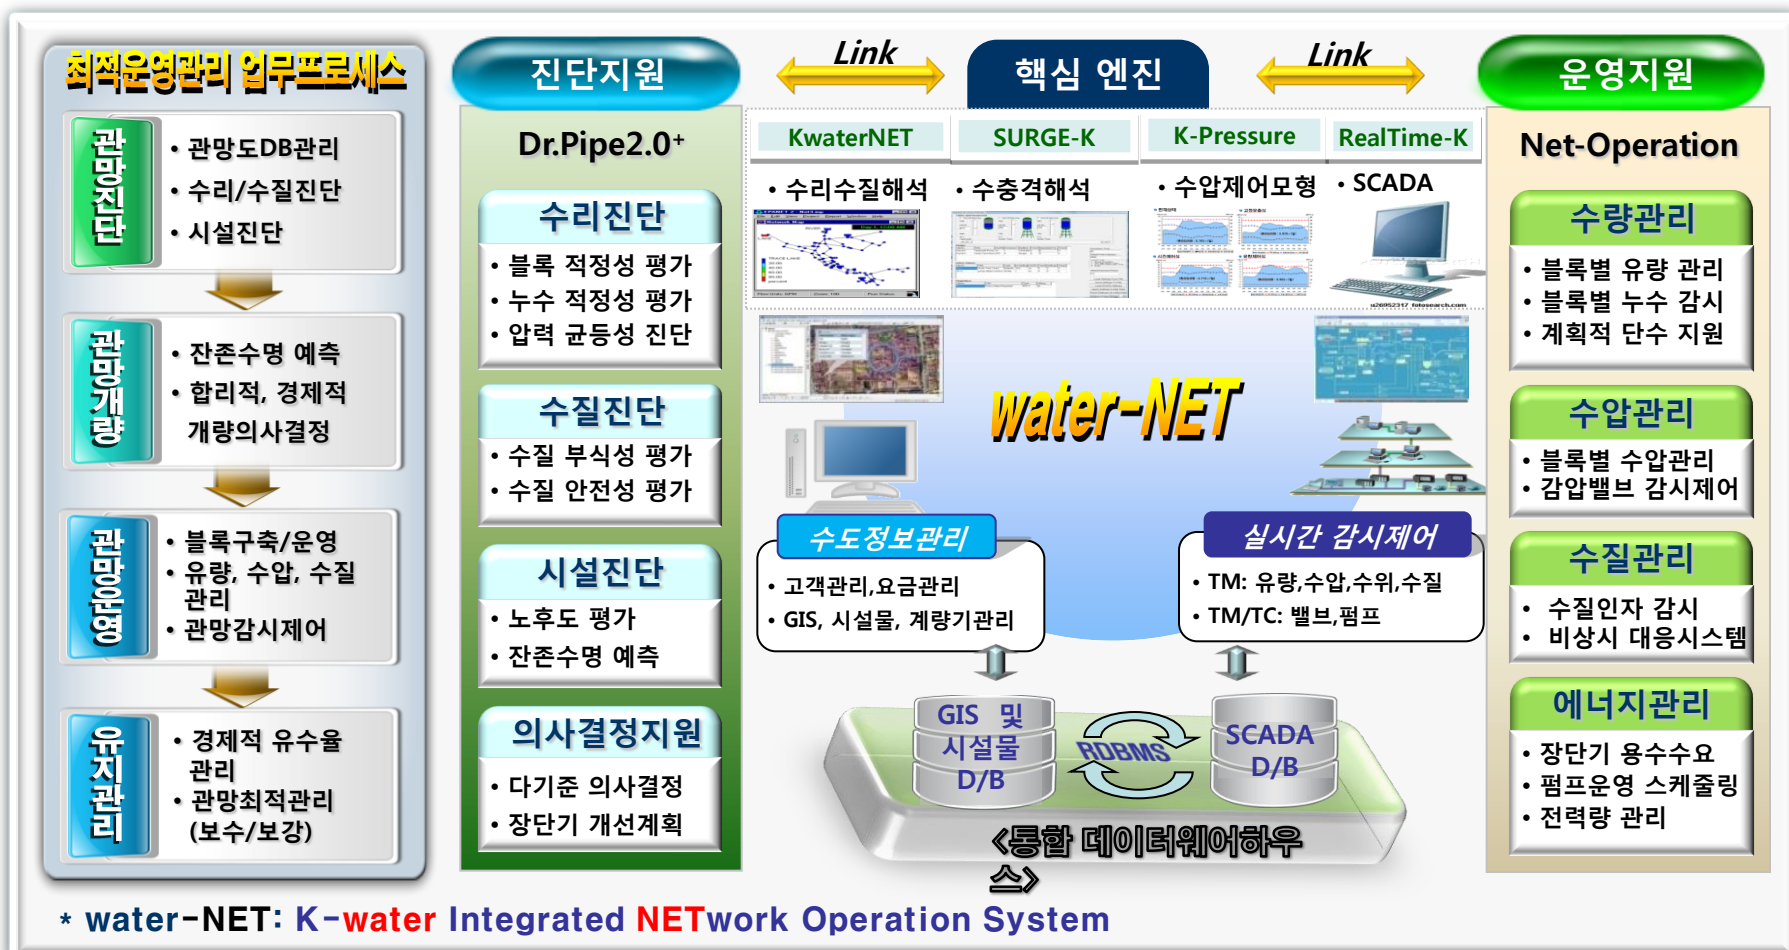 최적운영관리 업무프로세스
관망진단
• 관망도DB관리
• 수리/수질진단
• 시설진단
관망개량
• 잔존수명 예측
• 합리적, 경제적
개량의사결정
관망운영
• 블록구축/운영
• 유량, 수압, 수질
관리
• 관망감시제어
유지관리
• 경제적 유수율
관리
• 관망최적관리
(보수/보강)
진단지원
Dr.Pipe2.0+
수리진단
• 블록 적정성 평가
• 누수 적정성 평가
• 압력 균등성 진단
수질진단
• 수질 부식성 평가
• 수질 안전성 평가
시설진단
• 노후도 평가
• 잔존수명 예측
의사결정지원
• 다기준 의사결정
• 장단기 개선계획
Link
핵심 엔진
Link
KwaterNET
SURGE-K
K-Pressure
RealTime-K
• 수리수질해석
• 수충격해석
• 수압제어모형
• SCADA
u26952317 fotosearch.com
water-NET
수도정보관리
• 고객관리,요금관리
• GIS, 시설물, 계량기관리
실시간 감시제어
• TM: 유량,수압,수위,수질
• TM/TC: 밸브,펌프
GIS 및
시설물
D/B
RDBMS
SCADA
D/B
<통합 데이터웨어하우
스>
운영지원
Net-Operation
수량관리
• 블록별 유량 관리
• 블록별 누수 감시
• 계획적 단수 지원
수압관리
• 블록별 수압관리
• 감압밸브 감시제어
수질관리
• 수질인자 감시
• 비상시 대응시스템
에너지관리
• 장단기 용수수요
• 펌프운영 스케줄링
• 전력량 관리
* water-NET: K-water Integrated NETwork Operation System